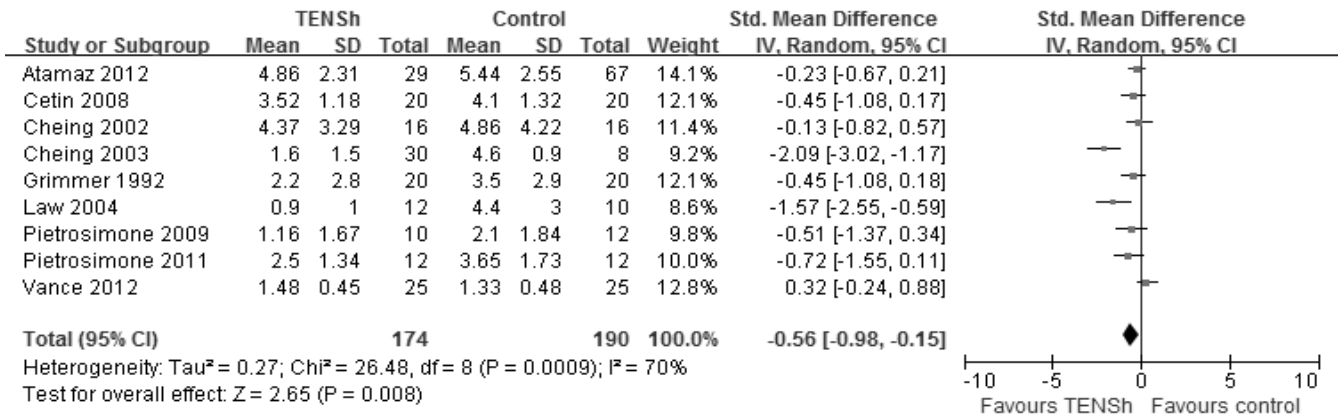 TENSh Control Std. Mean Difference Std. Mean Difference
Study or Subgroup Mean SD Total Mean SD Total Weight IV, Random, 95% CI IV, Random, 95% CI
Atamaz 2012 4.86 2.31 29 5.44 2.55 67 14.1% -0.23 [-0.67, 0.21]
Cetin 2008 3.52 1.18 20 4.1 1.32 20 12.1% -0.45 [-1.08, 0.17]
Cheing 2002 4.37 3.29 16 4.86 4.22 16 11.4% -0.13 [-0.82, 0.57]
Cheing 2003 1.6 1.5 30 4.6 0.9 8 9.2% -2.09 [-3.02, -1.17]
Grimmer 1992 2.2 2.8 20 3.5 2.9 20 12.1% -0.45 [-1.08, 0.18]
Law 2004 0.9 1 12 4.4 3 10 8.6% -1.57 [-2.55, -0.59]
Pietrosimone 2009 1.16 1.67 10 2.1 1.84 12 9.8% -0.51 [-1.37, 0.34]
Pietrosimone 2011 2.5 1.34 12 3.65 1.73 12 10.0% -0.72 [-1.55, 0.11]
Vance 2012 1.48 0.45 25 1.33 0.48 25 12.8% 0.32 [-0.24, 0.88]
Total (95% CI) 174 190 100.0% -0.56 [-0.98, -0.15]
Heterogeneity: Tau² = 0.27; Chi² = 26.48, df = 8 (P = 0.0009); I² = 70%
Test for overall effect: Z = 2.65 (P = 0.008)
-10 -5 0 5 10
Favours TENSh Favours control